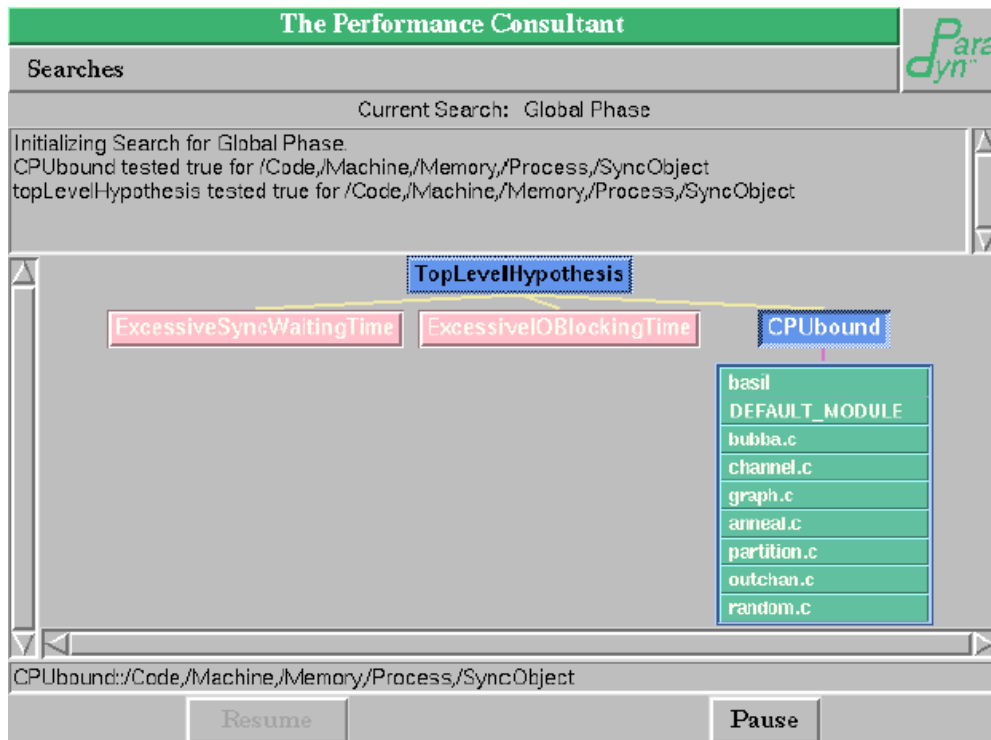 The Performance Consultant
Paradyn™
Searches
Current Search: Global Phase
Initializing Search for Global Phase.
CPUbound tested true for /Code,/Machine,/Memory,/Process,/SyncObject
topLevelHypothesis tested true for /Code,/Machine,/Memory,/Process,/SyncObject
TopLevelHypothesis
ExcessiveSyncWaitingTime ExcessiveIOBlockingTime CPUbound
basil
DEFAULT_MODULE
bubba.c
channel.c
graph.c
anneal.c
partition.c
outchan.c
random.c
CPUbound::/Code,/Machine,/Memory,/Process,/SyncObject
Resume Pause